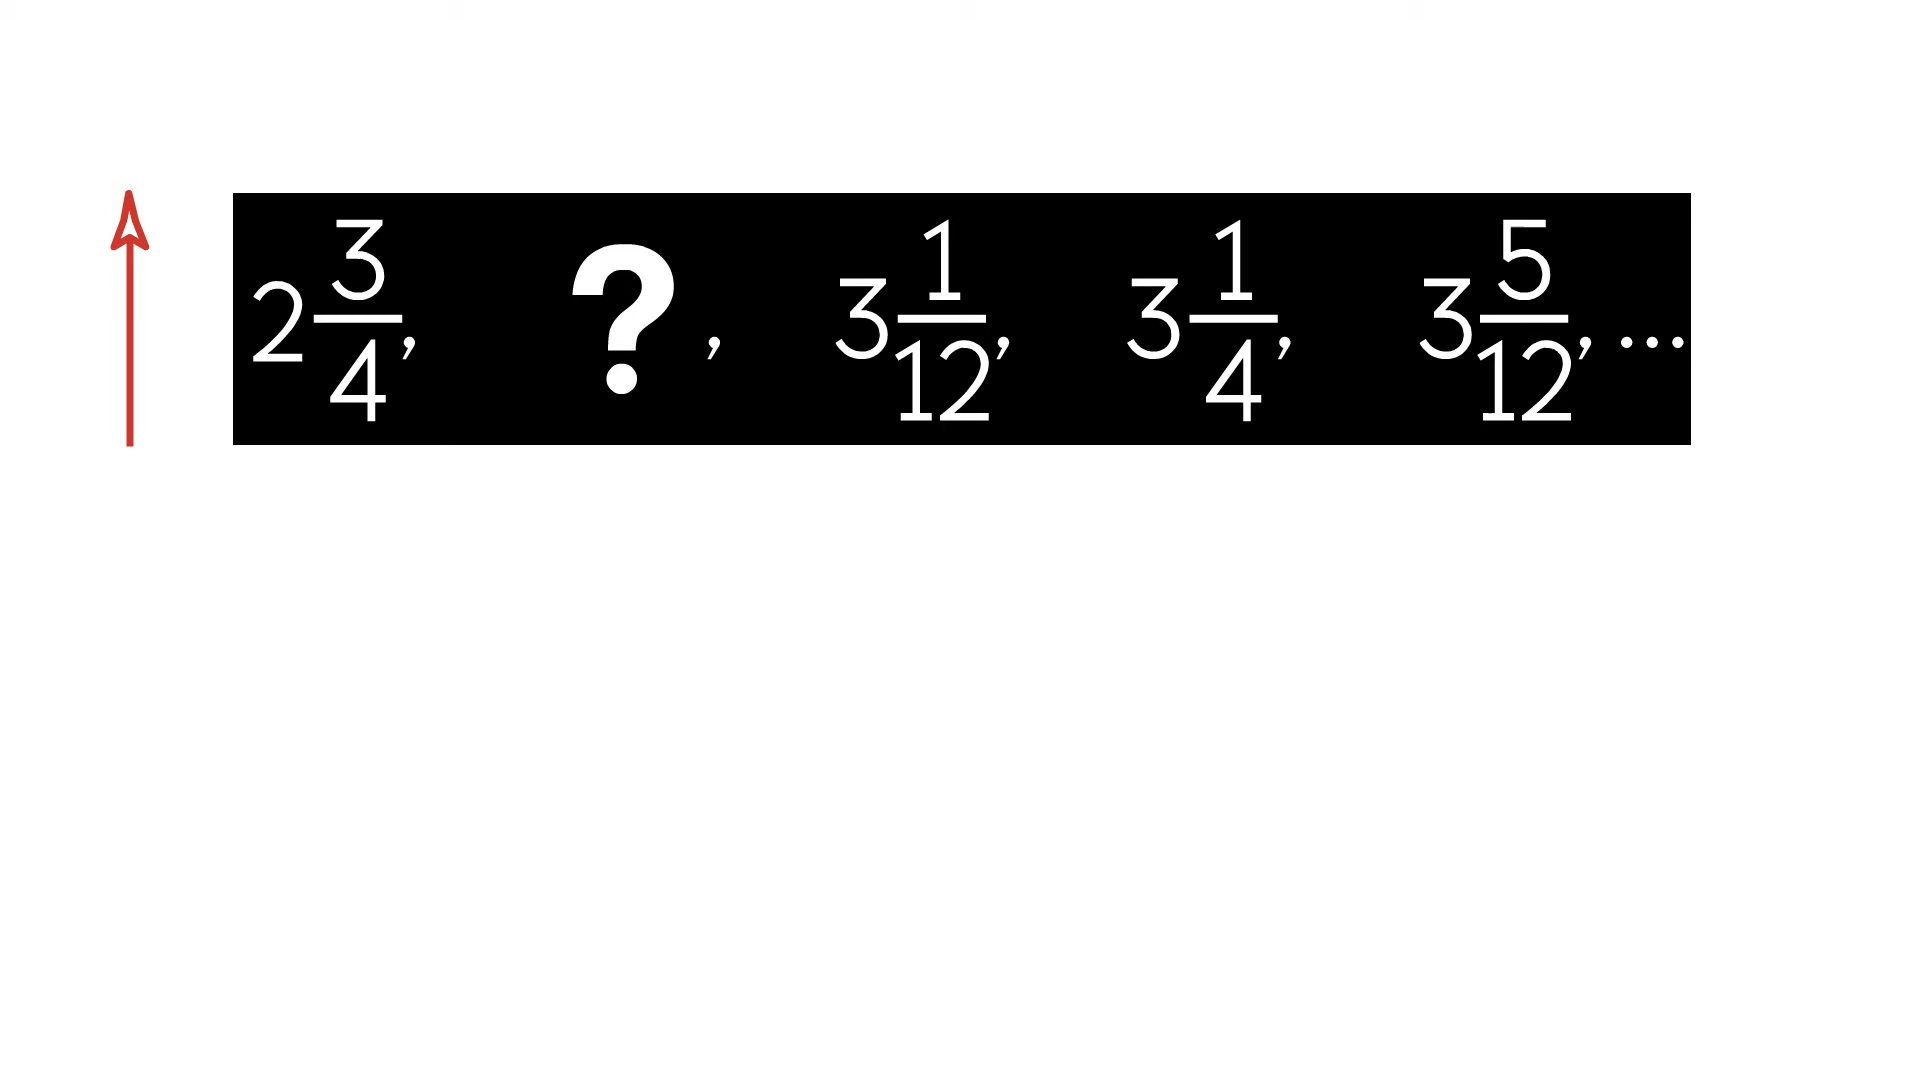 2 3/4, ?, 3 1/12, 3 1/4, 3 5/12, ...